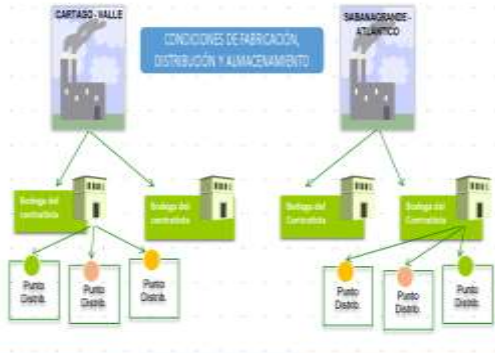 CARTAGO - VALLE
CONDICIONES DE FABRICACIÓN,
DISTRIBUCIÓN Y ALMACENAMIENTO
SABANAGRANDE -
ATLANTICO
Bodega del
contratista
Bodega del
contratista
Bodega del
Contratista
Bodega del
Contratista
Punto
Distrib.
Punto
Distrib.
Punto
Distrib.
Punto
Distrib.
Punto
Distrib.
Punto
Distrib.